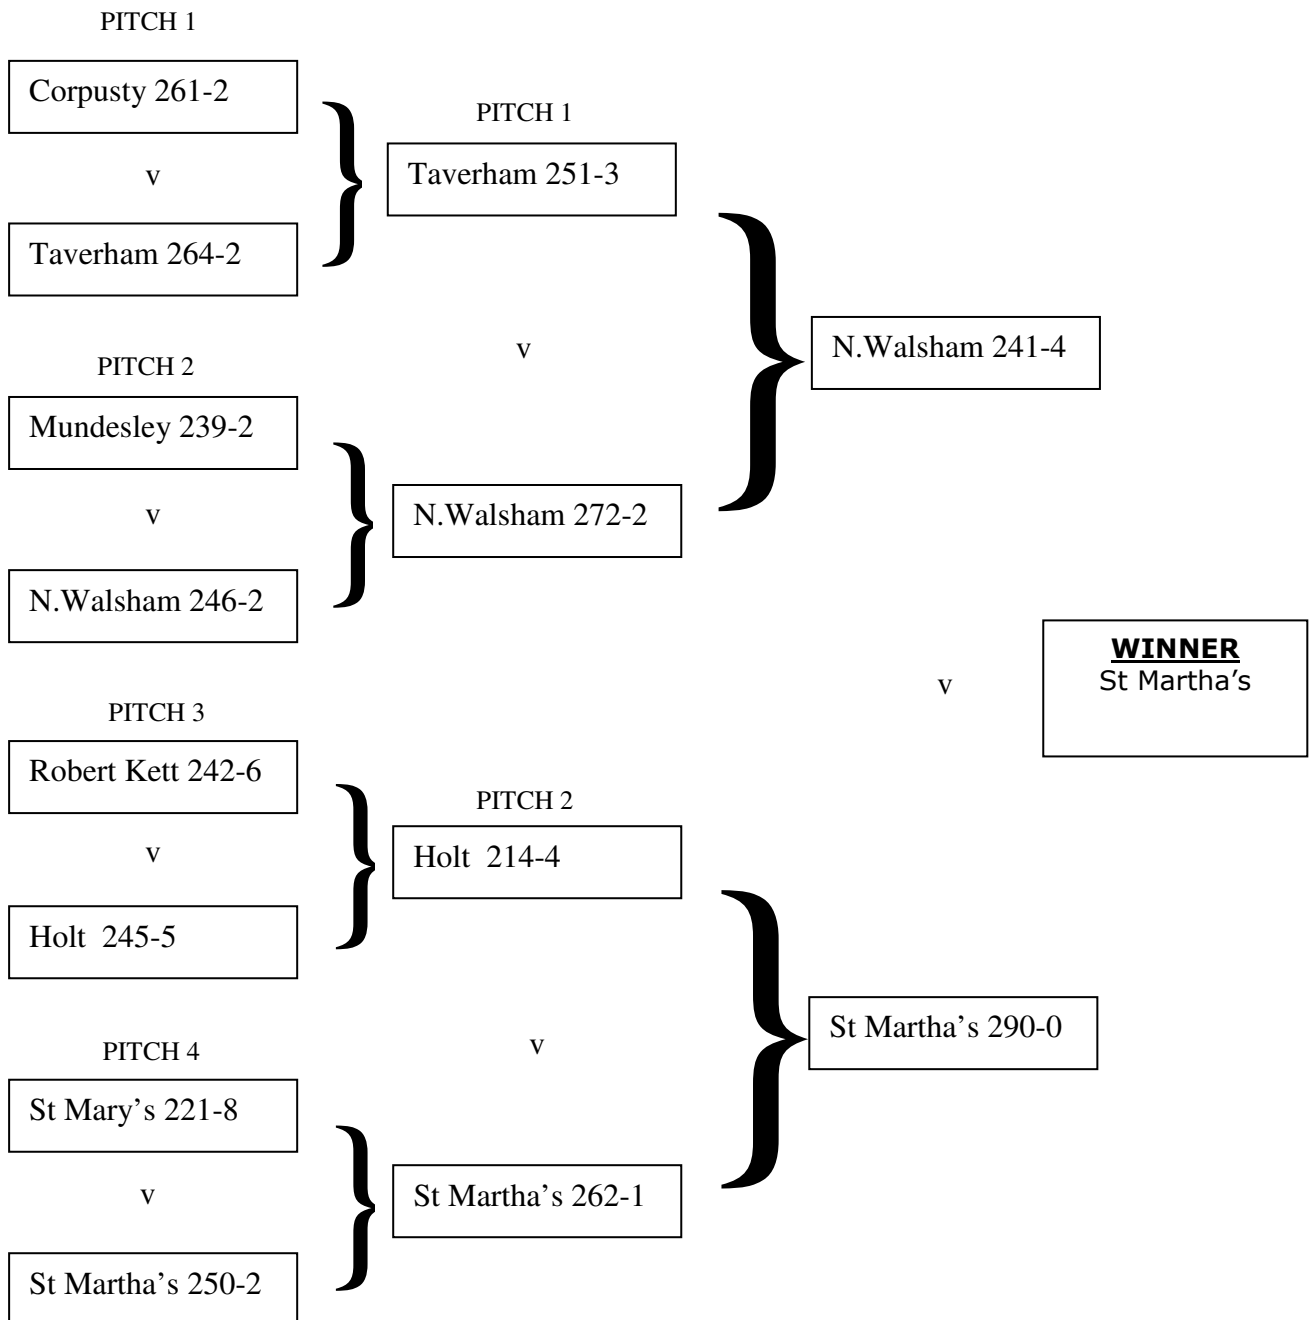 PITCH 1
Corpusty 261-2
v
Taverham 264-2
PITCH 2
Mundesley 239-2
v
N.Walsham 246-2
PITCH 3
Robert Kett 242-6
v
Holt  245-5
PITCH 4
St Mary’s 221-8
v
St Martha’s 250-2
PITCH 1
Taverham 251-3
v
N.Walsham 272-2
PITCH 2
Holt  214-4
v
St Martha’s 262-1
N.Walsham 241-4
v
St Martha’s 290-0
WINNER
St Martha’s